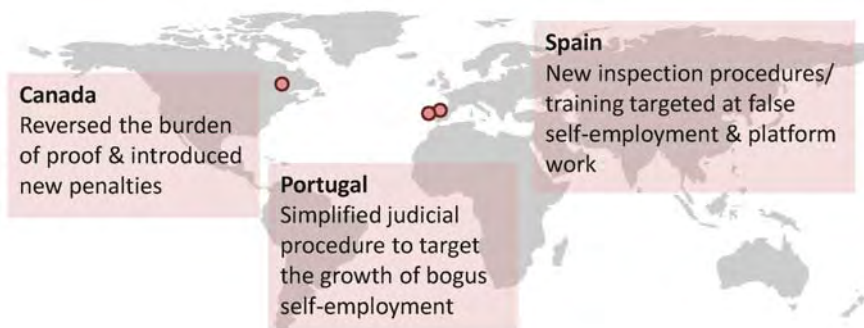 Canada
Reversed the burden
of proof & introduced
new penalties
Portugal
Simplified judicial
procedure to target
the growth of bogus
self-employment
Spain
New inspection procedures/
training targeted at false
self-employment & platform
work